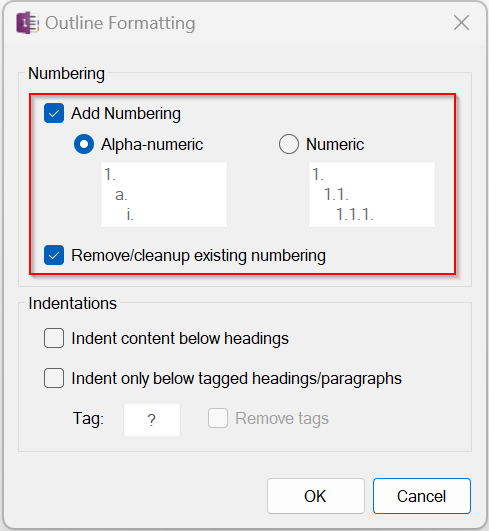 Outline Formatting
Numbering
Add Numbering
Alpha-numeric
Numeric
1.
a.
i.
1.
1.1.
1.1.1.
Remove/cleanup existing numbering
Indentations
Indent content below headings
Indent only below tagged headings/paragraphs
Tag: ? Remove tags
OK Cancel